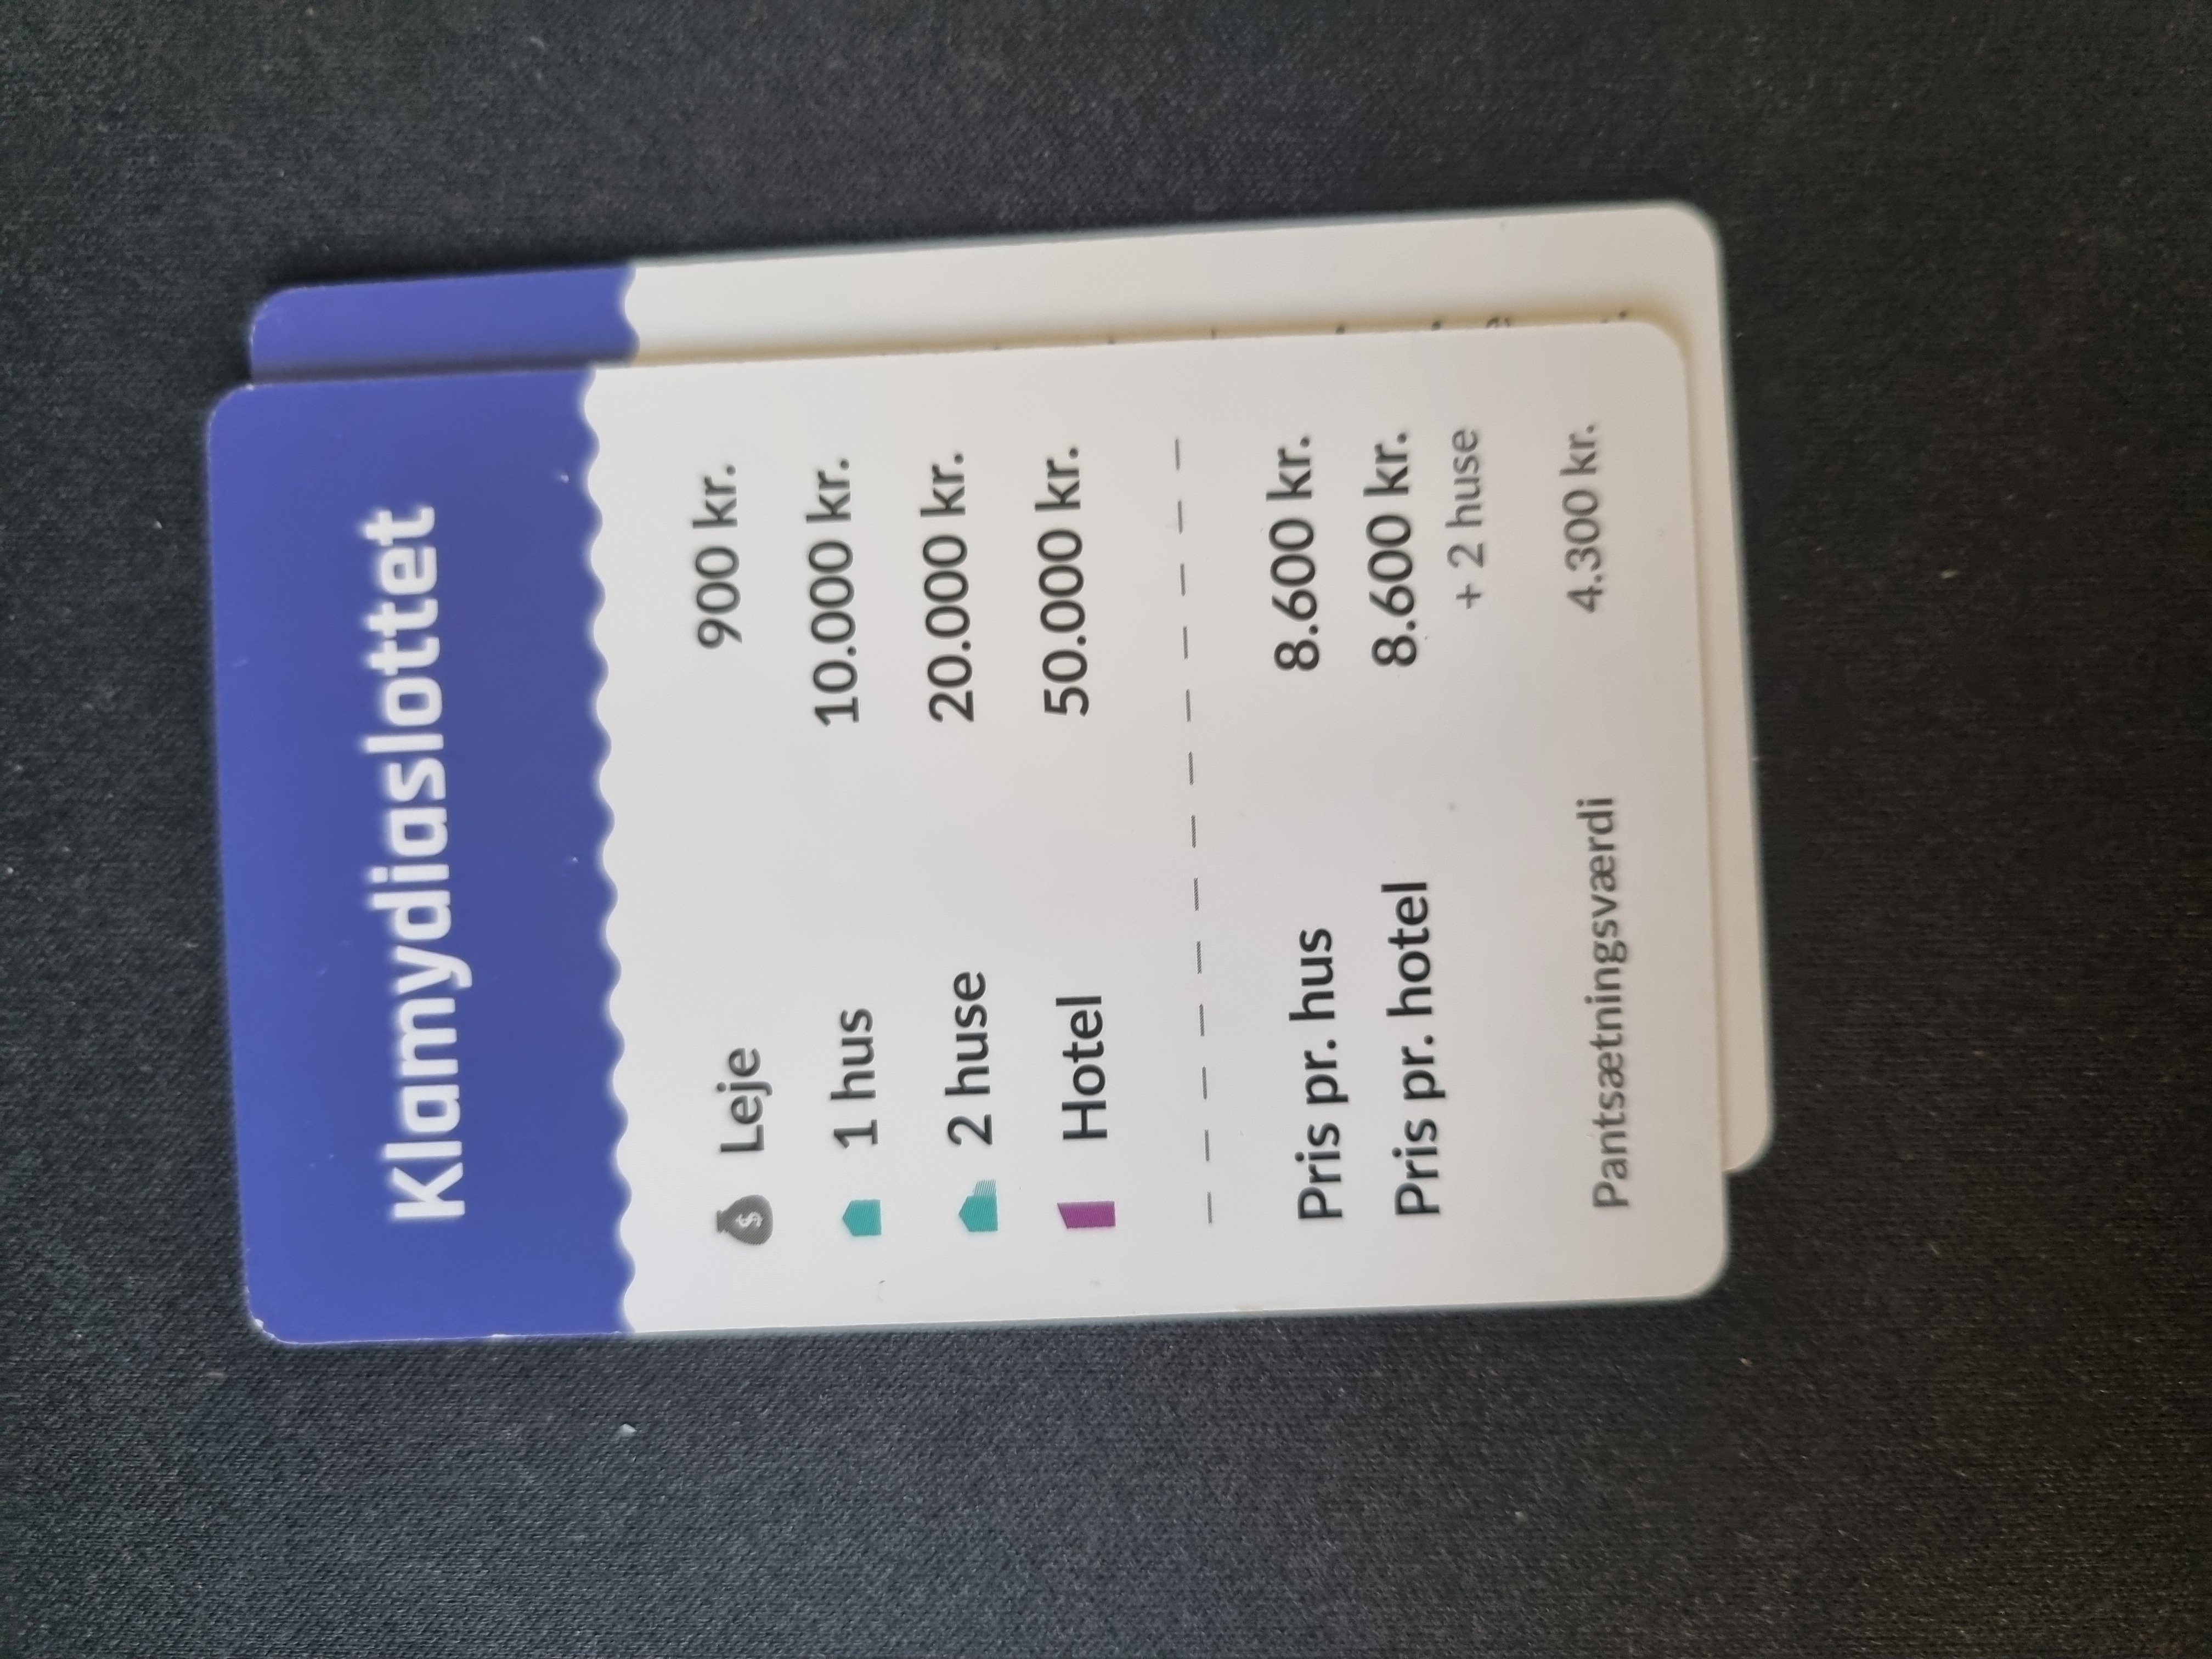 Klamydiaslottet
Leje 900 kr.
1 hus 10.000 kr.
2 huse 20.000 kr.
Hotel 50.000 kr.
Pris pr. hus 8.600 kr.
Pris pr. hotel 8.600 kr.
+ 2 huse
Pantsætningsværdi 4.300 kr.